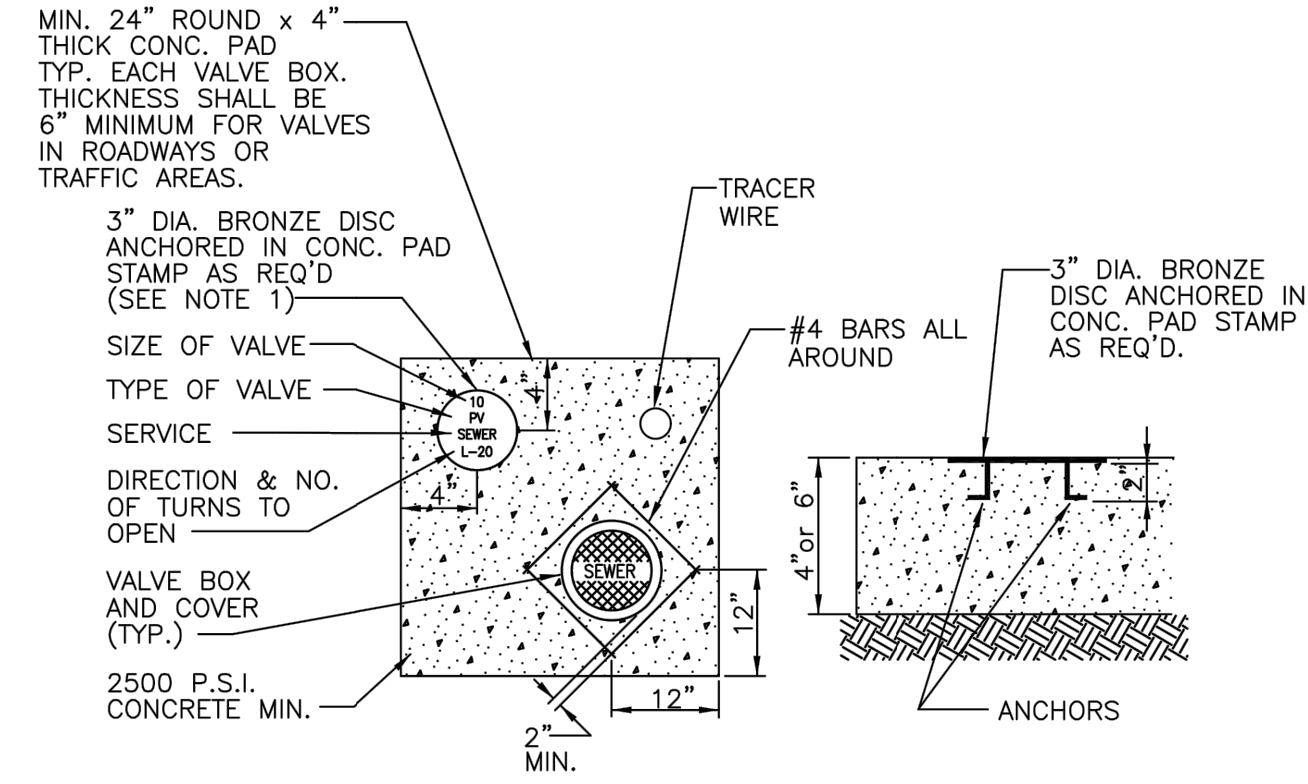 MIN. 24" ROUND x 4"
THICK CONC. PAD
TYP. EACH VALVE BOX.
THICKNESS SHALL BE
6" MINIMUM FOR VALVES
IN ROADWAYS OR
TRAFFIC AREAS.
3" DIA. BRONZE DISC
ANCHORED IN CONC. PAD
STAMP AS REQ'D
(SEE NOTE 1)
SIZE OF VALVE
TYPE OF VALVE
SERVICE
DIRECTION & NO.
OF TURNS TO
OPEN
VALVE BOX
AND COVER
(TYP.)
2500 P.S.I.
CONCRETE MIN.
10
PV
SEWER
L-20
4"
4"
SEWER
12"
12"
2"
MIN.
TRACER
WIRE
#4 BARS ALL
AROUND
3" DIA. BRONZE
DISC ANCHORED IN
CONC. PAD STAMP
AS REQ'D.
4" or 6"
2"
ANCHORS